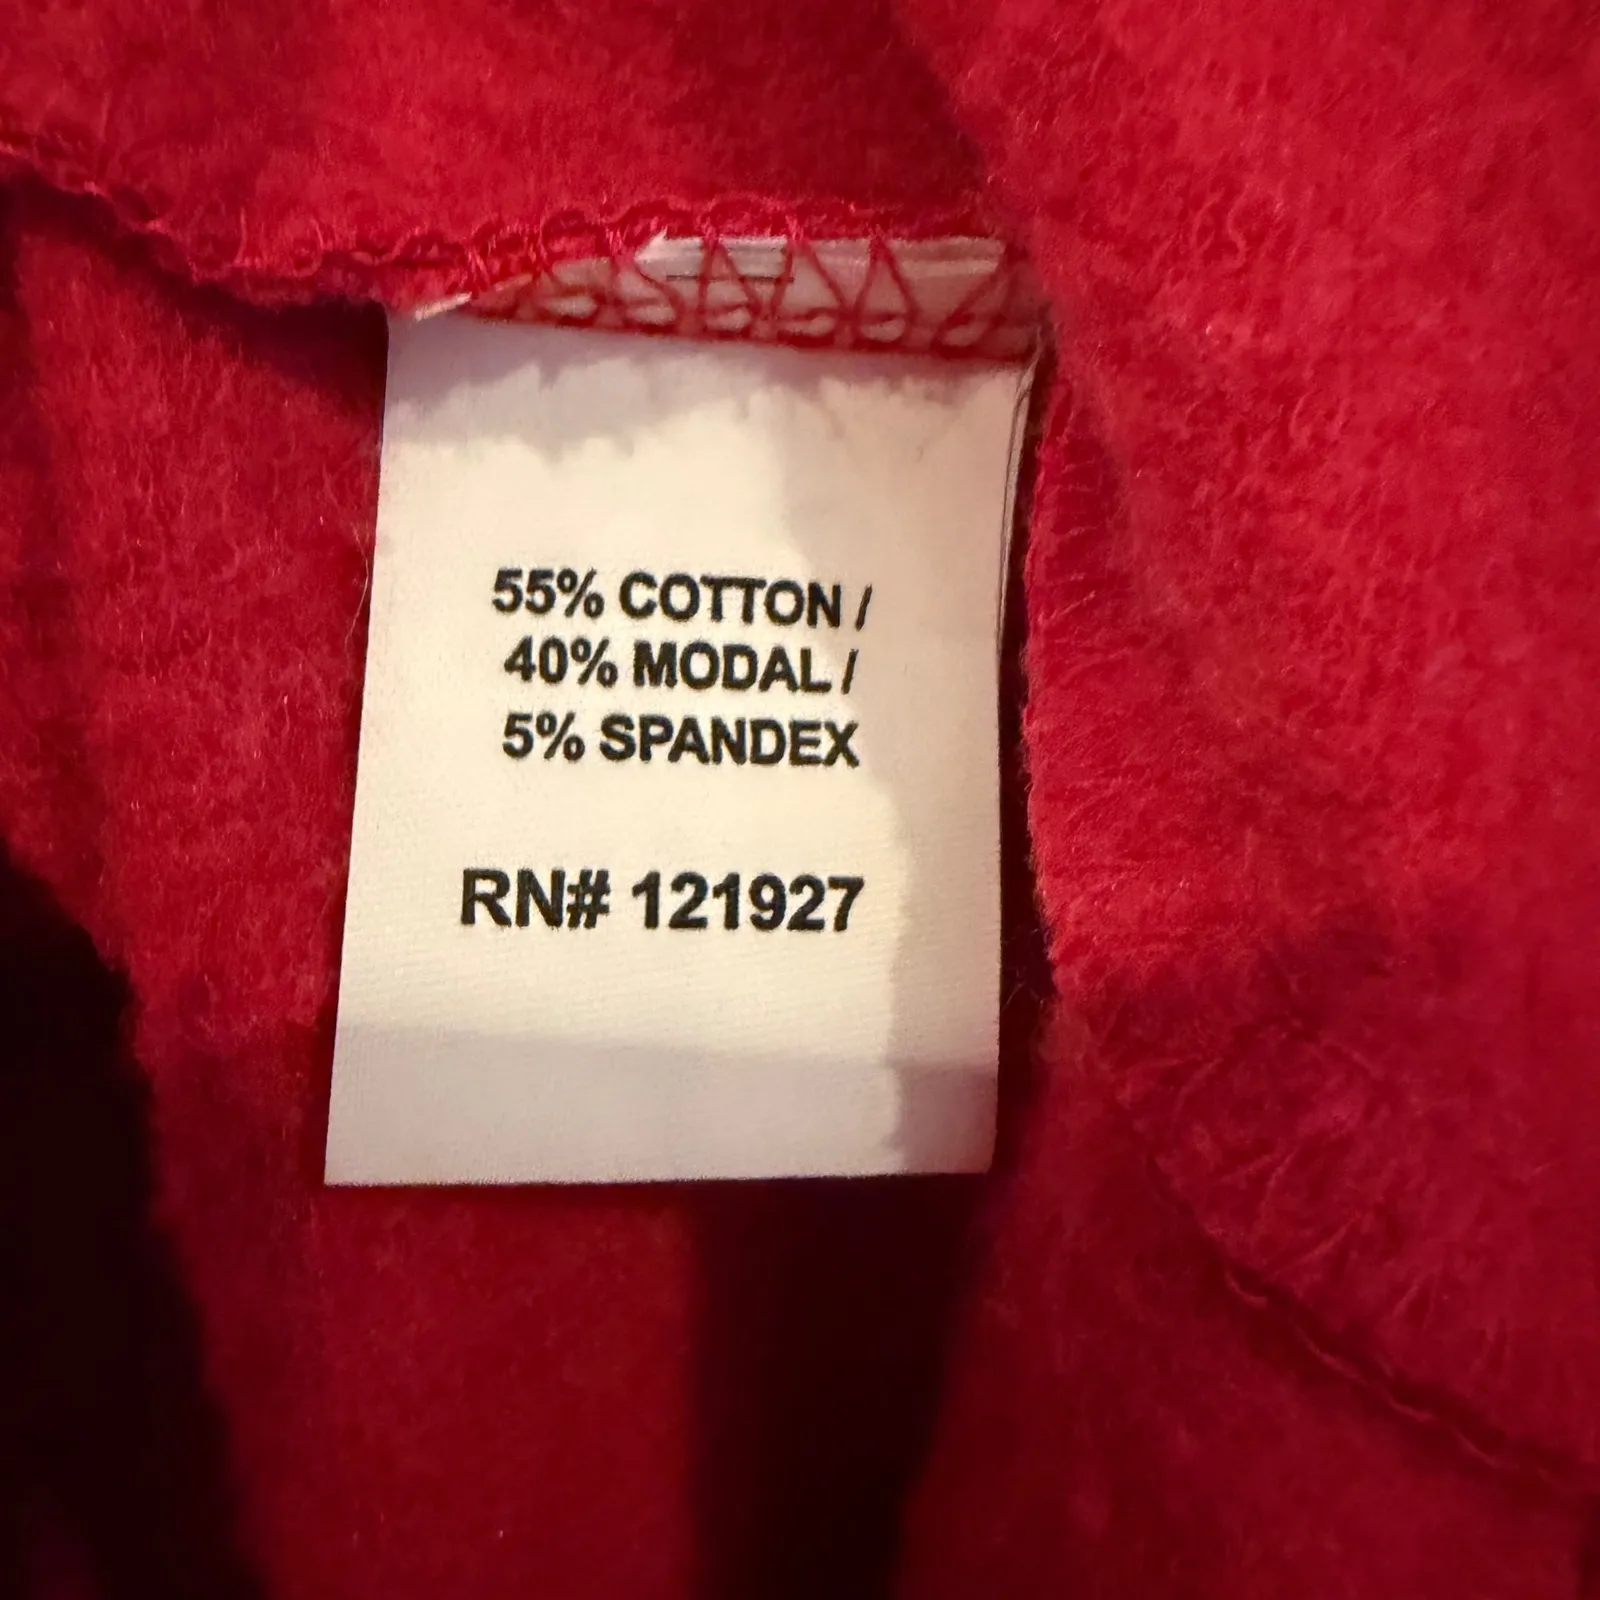 55% COTTON /
40% MODAL /
5% SPANDEX
RN# 121927